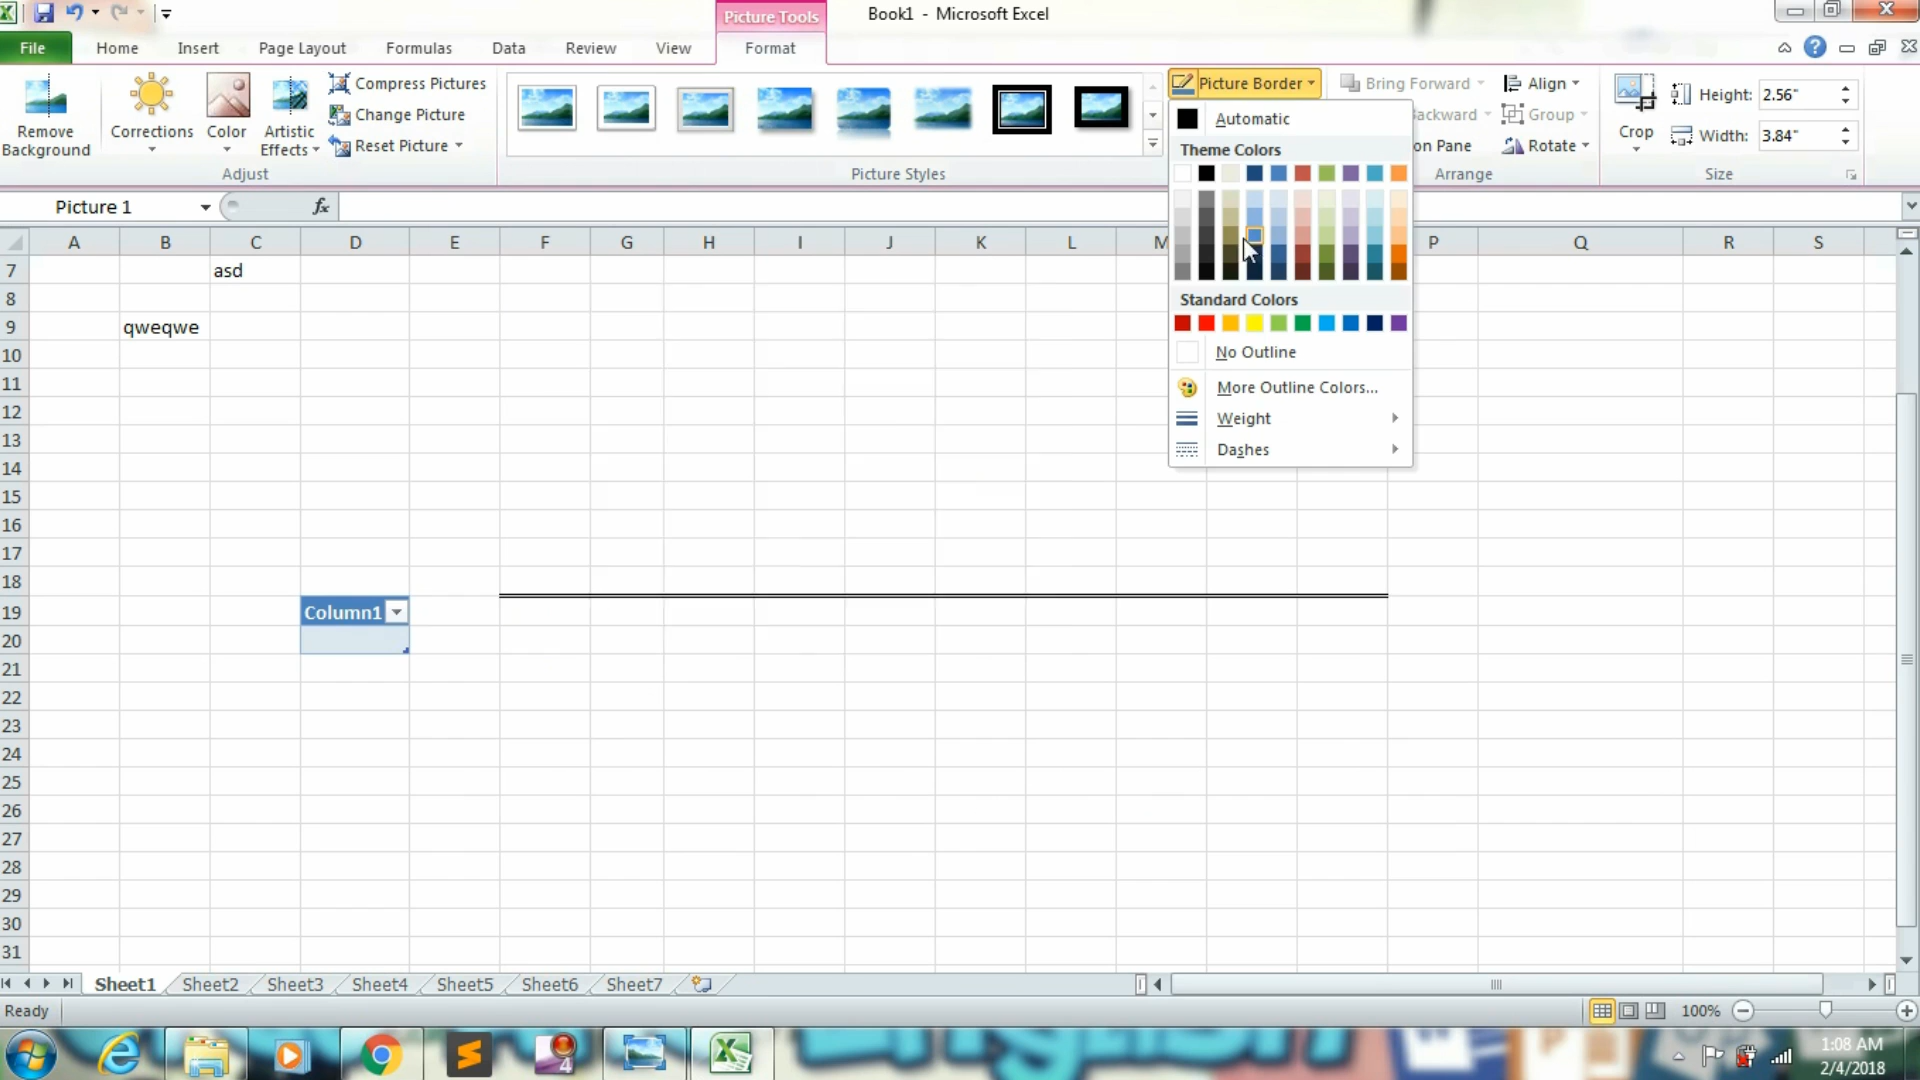 Picture Tools
Book1 - Microsoft Excel
File Home Insert Page Layout Formulas Data Review View Format
Remove Background
Corrections
Color
Artistic Effects
Compress Pictures
Change Picture
Reset Picture
Adjust
Picture Styles
Picture Border
Bring Forward
Backward
on Pane
Align
Group
Rotate
Arrange
Crop
Height: 2.56"
Width: 3.84"
Size
Automatic
Theme Colors
Standard Colors
No Outline
More Outline Colors...
Weight
Dashes
Picture 1
fx
A B C D E F G H I J K L M P Q R S
7 asd
8
9 qweqwe
10
11
12
13
14
15
16
17
18
19 Column1
20
21
22
23
24
25
26
27
28
29
30
31
Sheet1 Sheet2 Sheet3 Sheet4 Sheet5 Sheet6 Sheet7
Ready
100%
1:08 AM
2/4/2018